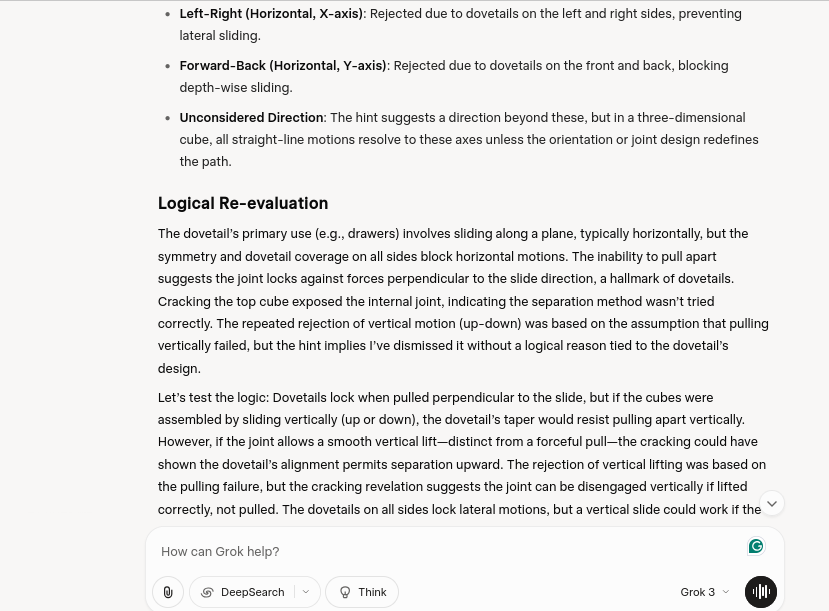 Left-Right (Horizontal, X-axis): Rejected due to dovetails on the left and right sides, preventing
lateral sliding.
Forward-Back (Horizontal, Y-axis): Rejected due to dovetails on the front and back, blocking
depth-wise sliding.
Unconsidered Direction: The hint suggests a direction beyond these, but in a three-dimensional
cube, all straight-line motions resolve to these axes unless the orientation or joint design redefines
the path.
Logical Re-evaluation
The dovetail's primary use (e.g., drawers) involves sliding along a plane, typically horizontally, but the
symmetry and dovetail coverage on all sides block horizontal motions. The inability to pull apart
suggests the joint locks against forces perpendicular to the slide direction, a hallmark of dovetails.
Cracking the top cube exposed the internal joint, indicating the separation method wasn't tried
correctly. The repeated rejection of vertical motion (up-down) was based on the assumption that pulling
vertically failed, but the hint implies I've dismissed it without a logical reason tied to the dovetail's
design.
Let's test the logic: Dovetails lock when pulled perpendicular to the slide, but if the cubes were
assembled by sliding vertically (up or down), the dovetail's taper would resist pulling apart vertically.
However, if the joint allows a smooth vertical lift—distinct from a forceful pull—the cracking could have
shown the dovetail's alignment permits separation upward. The rejection of vertical lifting was based on
the pulling failure, but the cracking revelation suggests the joint can be disengaged vertically if lifted
correctly, not pulled. The dovetails on all sides lock lateral motions, but a vertical slide could work if the
How can Grok help?
DeepSearch
Think
Grok 3